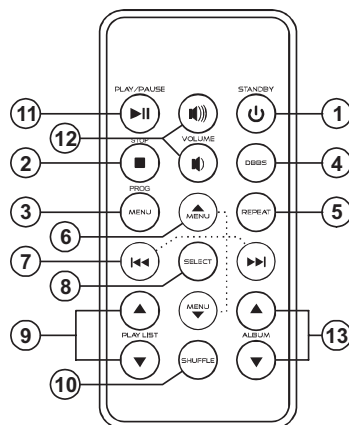 PLAY/PAUSE STANDBY
11 1
12
STOP VOLUME
2 DBBS 4
PROG
3 MENU MENU REPEAT 5
6
7
8 SELECT
9 MENU 13
PLAY LIST ALBUM
10 SHUFFLE